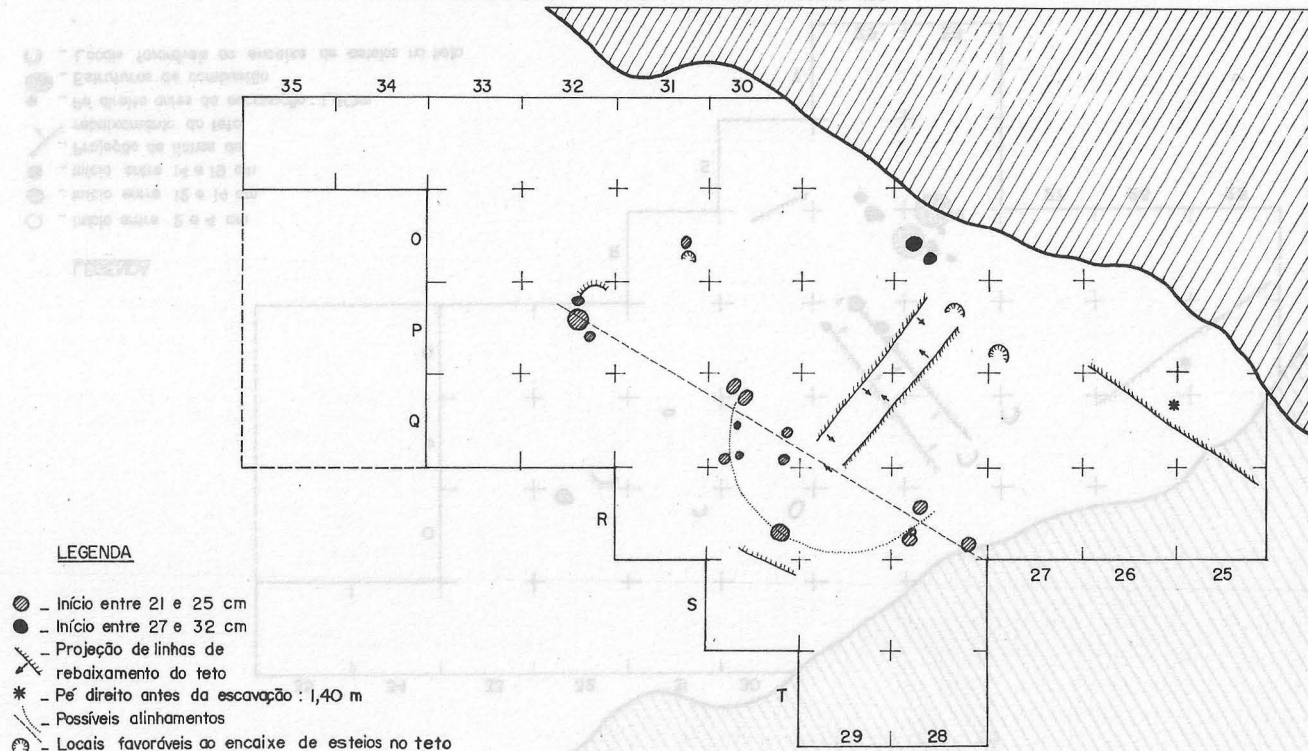 35 34 33 32 31 30
O
P
Q
R
S
T
27 26 25
29 28
LEGENDA
_ Início entre 21 e 25 cm
_ Início entre 27 e 32 cm
_ Projeção de linhas de
rebaixamento do teto
* _ Pé direito antes da escavação : 1,40 m
_ Possíveis alinhamentos
_ Locais favoráveis ao encaixe de esteios no teto